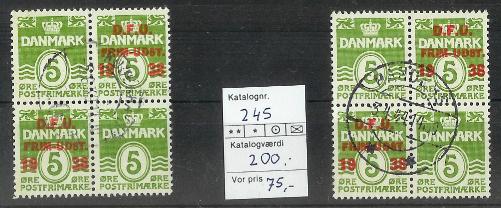 D.F.U.
DANMARK DANMARK
FRIM-UDST.
5 19 5 38
ØRE ØRE
POSTFRIMÆRKE POSTFRIMÆRKE
D.F.U.
DANMARK DANMARK
FRIM-UDST.
19 5 38 5
ØRE ØRE
POSTFRIMÆRKE POSTFRIMÆRKE
Katalognr.
245
Katalogværdi
200,-
Vor pris 75,-
D.F.U.
DANMARK DANMARK
FRIM-UDST.
5 19 5 38
ØRE ØRE
POSTFRIMÆRKE POSTFRIMÆRKE
D.F.U.
DANMARK DANMARK
FRIM-UDST.
19 5 38 5
ØRE ØRE
POSTFRIMÆRKE POSTFRIMÆRKE